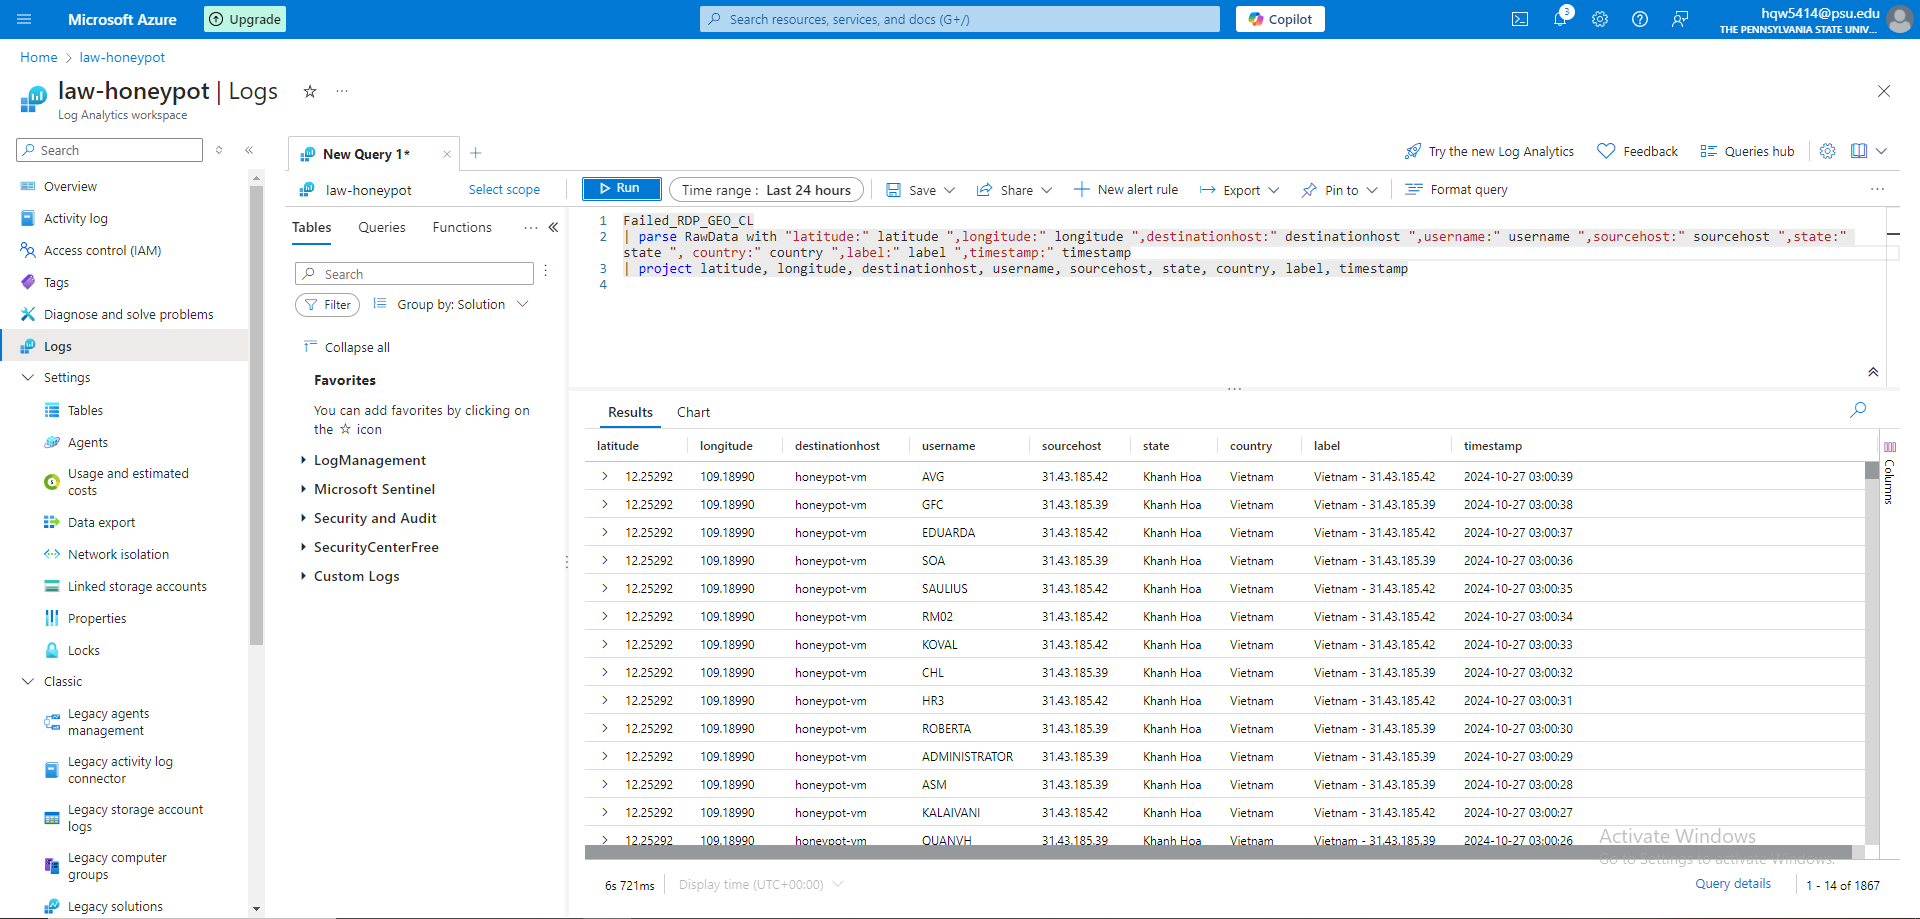 Microsoft Azure
Upgrade
Search resources, services, and docs (G+/)
Copilot
3
hqw5414@psu.edu
THE PENNSYLVANIA STATE UNIV...
Home > law-honeypot
law-honeypot | Logs
Log Analytics workspace
Search
Overview
Activity log
Access control (IAM)
Tags
Diagnose and solve problems
Logs
Settings
Tables
Agents
Usage and estimated
costs
Data export
Network isolation
Linked storage accounts
Properties
Locks
Classic
Legacy agents
management
Legacy activity log
connector
Legacy storage account
logs
Legacy computer
groups
Legacy solutions
New Query 1*
Try the new Log Analytics
Feedback
Queries hub
law-honeypot
Select scope
Run
Time range : Last 24 hours
Save
Share
New alert rule
Export
Pin to
Format query
Tables
Queries
Functions
Search
Filter
Group by: Solution
Collapse all
Favorites
You can add favorites by clicking on
the ☆ icon
LogManagement
Microsoft Sentinel
Security and Audit
SecurityCenterFree
Custom Logs
1 Failed_RDP_GEO_CL
2 | parse RawData with "latitude:" latitude ",longitude:" longitude ",destinationhost:" destinationhost ",username:" username ",sourcehost:" sourcehost ",state:"
state ", country:" country ",label:" label ",timestamp:" timestamp
3 | project latitude, longitude, destinationhost, username, sourcehost, state, country, label, timestamp
4
Results Chart
latitude longitude destinationhost username sourcehost state country label timestamp
12.25292 109.18990 honeypot-vm AVG 31.43.185.42 Khanh Hoa Vietnam Vietnam - 31.43.185.42 2024-10-27 03:00:39
12.25292 109.18990 honeypot-vm GFC 31.43.185.39 Khanh Hoa Vietnam Vietnam - 31.43.185.39 2024-10-27 03:00:38
12.25292 109.18990 honeypot-vm EDUARDA 31.43.185.42 Khanh Hoa Vietnam Vietnam - 31.43.185.42 2024-10-27 03:00:37
12.25292 109.18990 honeypot-vm SOA 31.43.185.39 Khanh Hoa Vietnam Vietnam - 31.43.185.39 2024-10-27 03:00:36
12.25292 109.18990 honeypot-vm SAULIUS 31.43.185.42 Khanh Hoa Vietnam Vietnam - 31.43.185.42 2024-10-27 03:00:35
12.25292 109.18990 honeypot-vm RM02 31.43.185.42 Khanh Hoa Vietnam Vietnam - 31.43.185.42 2024-10-27 03:00:34
12.25292 109.18990 honeypot-vm KOVAL 31.43.185.42 Khanh Hoa Vietnam Vietnam - 31.43.185.42 2024-10-27 03:00:33
12.25292 109.18990 honeypot-vm CHL 31.43.185.39 Khanh Hoa Vietnam Vietnam - 31.43.185.39 2024-10-27 03:00:32
12.25292 109.18990 honeypot-vm HR3 31.43.185.42 Khanh Hoa Vietnam Vietnam - 31.43.185.42 2024-10-27 03:00:31
12.25292 109.18990 honeypot-vm ROBERTA 31.43.185.39 Khanh Hoa Vietnam Vietnam - 31.43.185.39 2024-10-27 03:00:30
12.25292 109.18990 honeypot-vm ADMINISTRATOR 31.43.185.39 Khanh Hoa Vietnam Vietnam - 31.43.185.39 2024-10-27 03:00:29
12.25292 109.18990 honeypot-vm ASM 31.43.185.39 Khanh Hoa Vietnam Vietnam - 31.43.185.39 2024-10-27 03:00:28
12.25292 109.18990 honeypot-vm KALAIVANI 31.43.185.42 Khanh Hoa Vietnam Vietnam - 31.43.185.42 2024-10-27 03:00:27
12.25292 109.18990 honeypot-vm QUANVH 31.43.185.39 Khanh Hoa Vietnam Vietnam - 31.43.185.39 2024-10-27 03:00:26
Columns
Activate Windows
Go to Settings to activate Windows.
6s 721ms
Display time (UTC+00:00)
Query details
1 - 14 of 1867